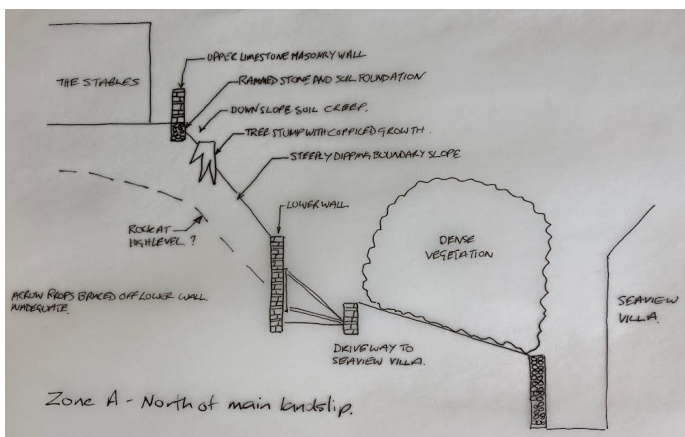 UPPER LIMESTONE MASONRY WALL
THE STABLES
RAMMED STONE AND SOIL FOUNDATION
DOWNSLOPE SOIL CREEP.
TREE STUMP WITH COPPICED GROWTH.
STEEPLY DIPPING BOUNDARY SLOPE
LOWER WALL
ROCK AT
HIGH LEVEL?
DENSE
VEGETATION
ACROW PROPS BRACED OFF LOWER WALL.
INADEQUATE.
SEAVIEW
VILLA.
DRIVEWAY TO
SEAVIEW VILLA.
Zone A - North of main landslip.